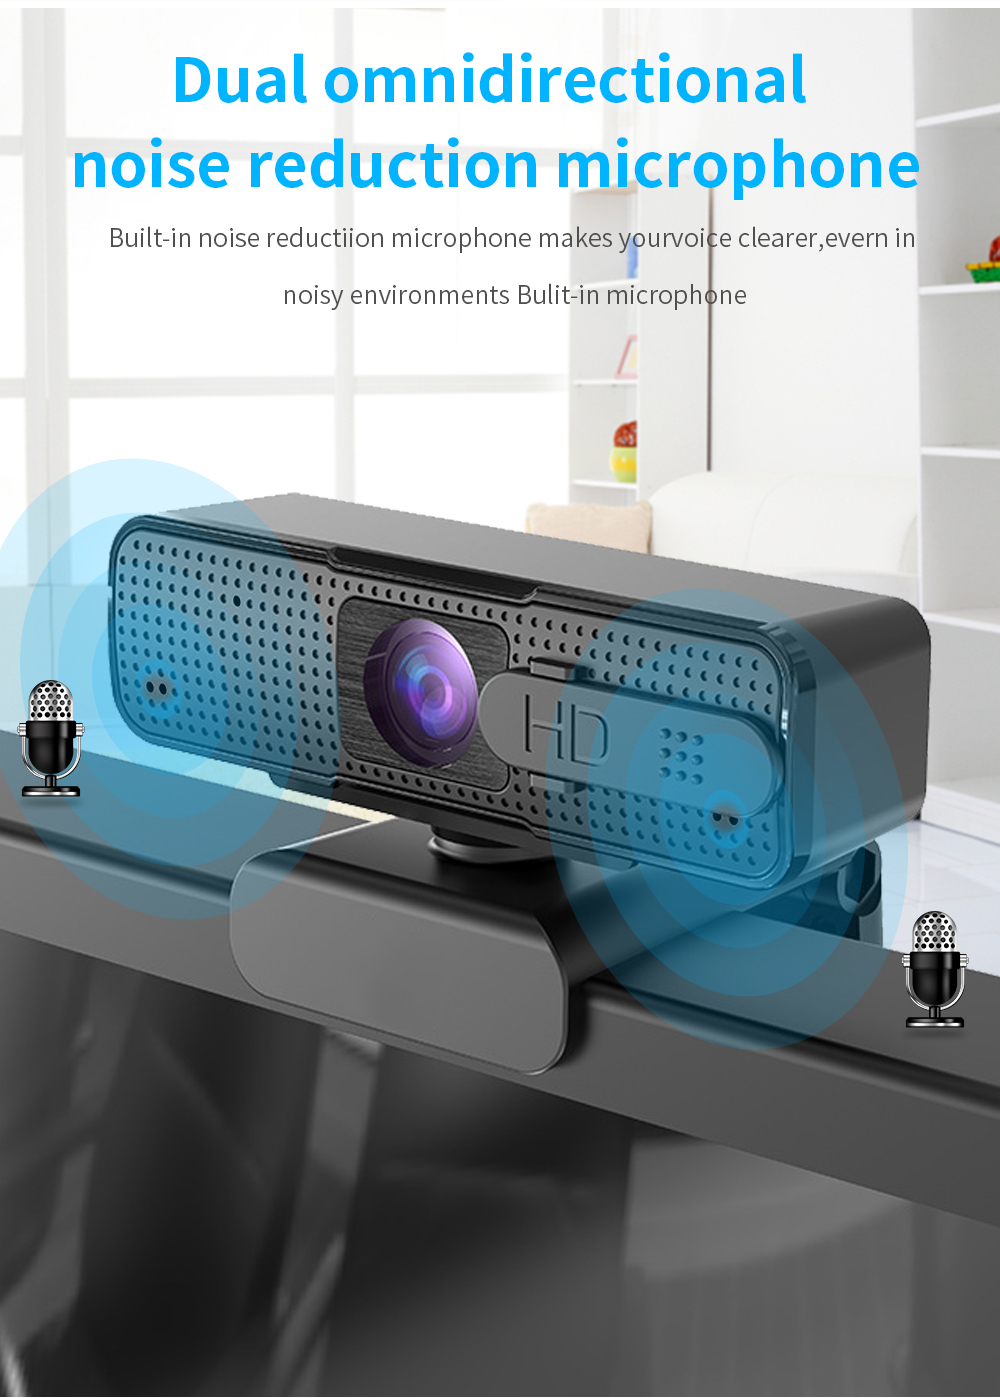 Dual omnidirectional
noise reduction microphone
Built-in noise reductiion microphone makes yourvoice clearer,evern in
noisy environments Bulit-in microphone
HD